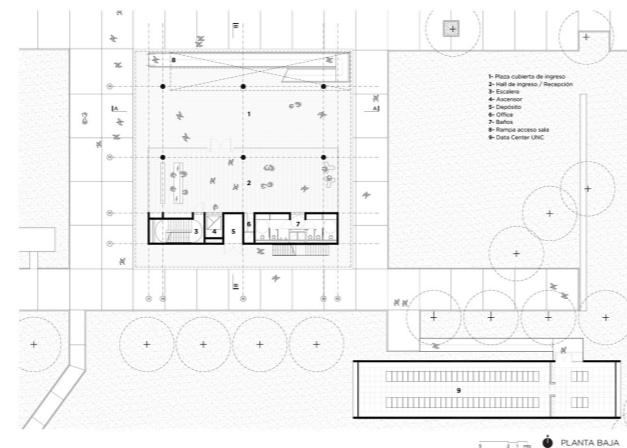 8
1- Plaza cubierta de ingreso
2- Hall de ingreso / Recepción
3- Escalera
4- Ascensor
5- Depósito
6- Office
7- Baños
8- Rampa acceso sala
9- Data Center UNC
A
1
A
2
3
4
5
6
7
9
PLANTA BAJA